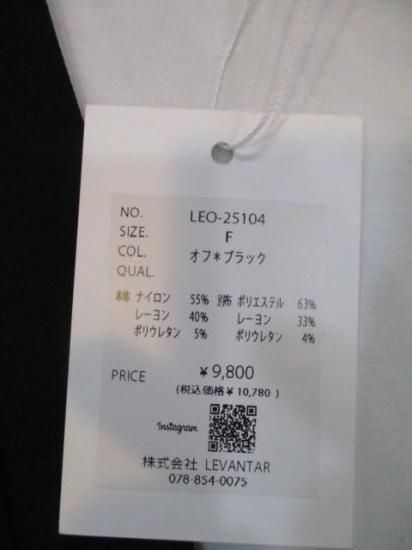 NO. LEO-25104
SIZE. F
COL. オフ*ブラック
QUAL.
本体 ナイロン 55% 別布 ポリエステル 63%
レーヨン 40% レーヨン 33%
ポリウレタン 5% ポリウレタン 4%
PRICE ¥9,800
(税込価格¥10,780 )
Instagram
株式会社 LEVANTAR
078-854-0075